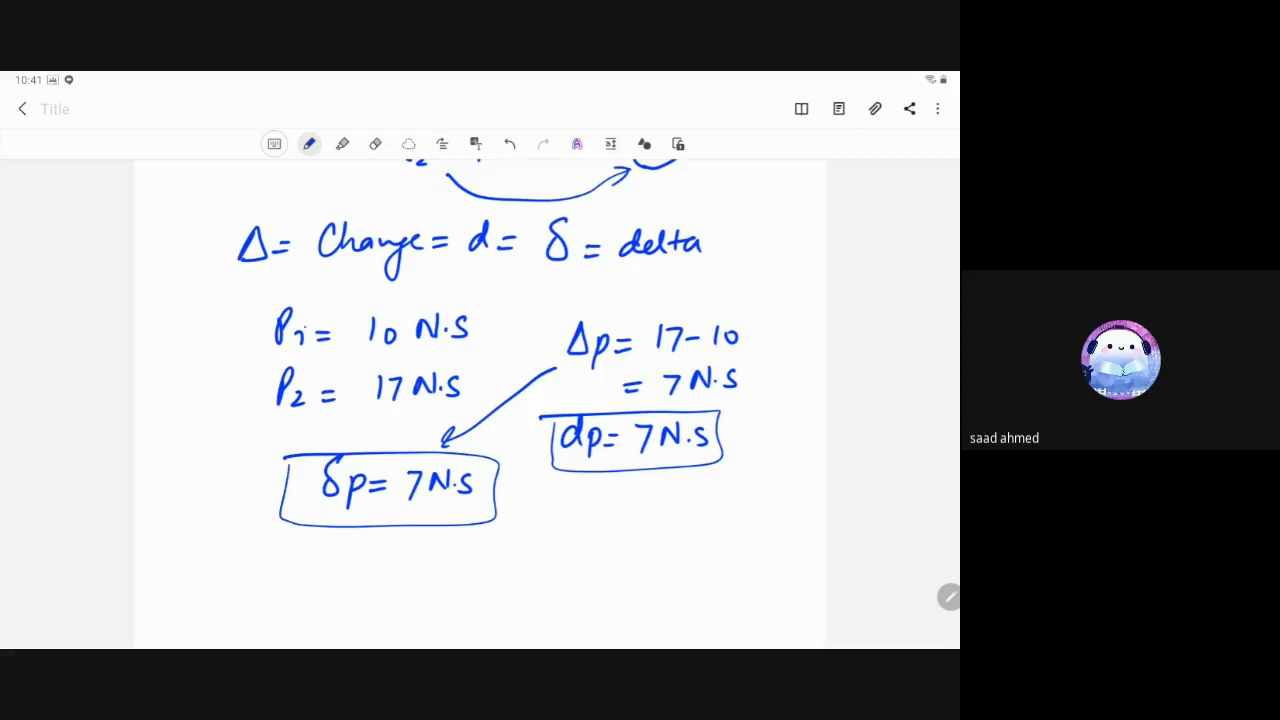 10:41
Title
Δ = Change = d = δ = delta
P₁ = 10 N.S
Δp = 17 - 10
P₂ = 17 N.S
= 7 N.S
dp = 7 N.S
δp = 7 N.S
saad ahmed